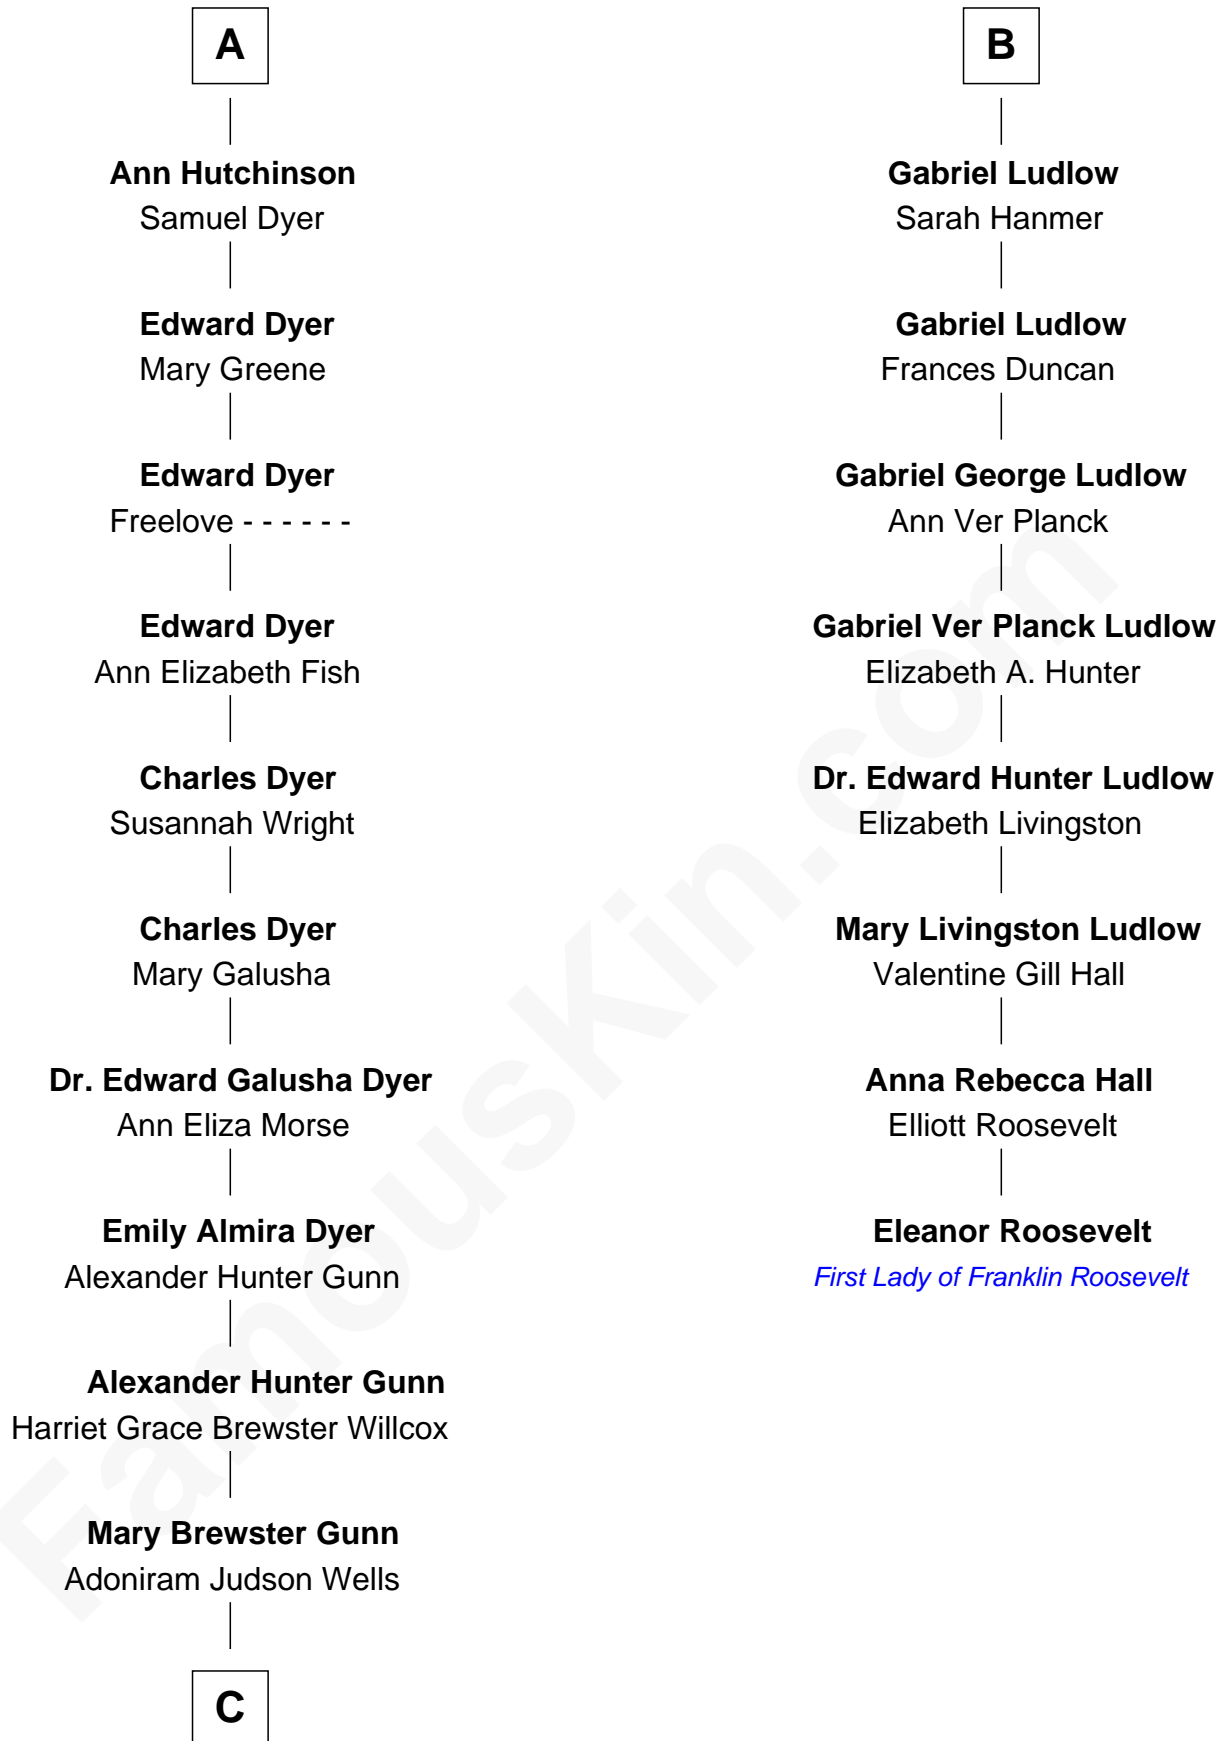 A
Ann Hutchinson
Samuel Dyer
Edward Dyer
Mary Greene
Edward Dyer
Freelove - - - - - -
Edward Dyer
Ann Elizabeth Fish
Charles Dyer
Susannah Wright
Charles Dyer
Mary Galusha
Dr. Edward Galusha Dyer
Ann Eliza Morse
Emily Almira Dyer
Alexander Hunter Gunn
Alexander Hunter Gunn
Harriet Grace Brewster Willcox
Mary Brewster Gunn
Adoniram Judson Wells
C
B
Gabriel Ludlow
Sarah Hanmer
Gabriel Ludlow
Frances Duncan
Gabriel George Ludlow
Ann Ver Planck
Gabriel Ver Planck Ludlow
Elizabeth A. Hunter
Dr. Edward Hunter Ludlow
Elizabeth Livingston
Mary Livingston Ludlow
Valentine Gill Hall
Anna Rebecca Hall
Elliott Roosevelt
Eleanor Roosevelt
First Lady of Franklin Roosevelt
FamousKin.com